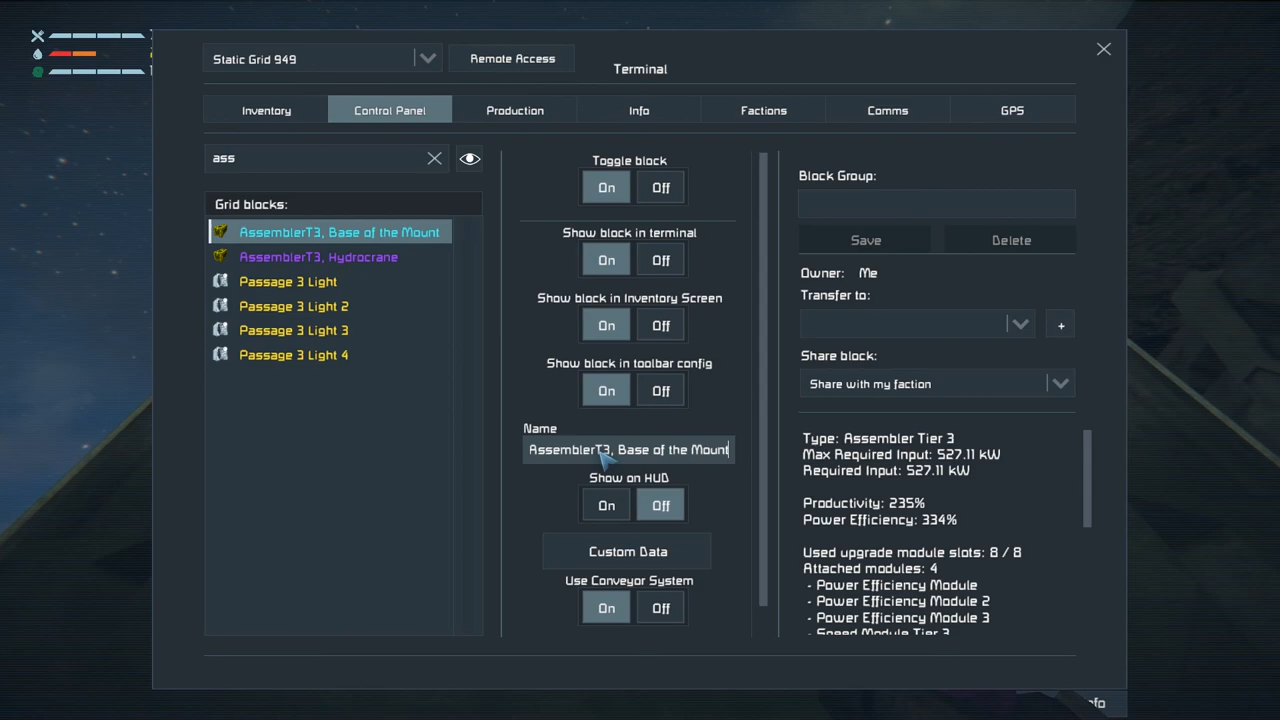 Static Grid 949
Remote Access
Terminal
Inventory
Control Panel
Production
Info
Factions
Comms
GPS
ass
Grid blocks:
AssemblerT3, Base of the Mount
AssemblerT3, Hydrocrane
Passage 3 Light
Passage 3 Light 2
Passage 3 Light 3
Passage 3 Light 4
Toggle block
On Off
Show block in terminal
On Off
Show block in Inventory Screen
On Off
Show block in toolbar config
On Off
Name
AssemblerT3, Base of the Mount
Show on HUD
On Off
Custom Data
Use Conveyor System
On Off
Block Group:
Save Delete
Owner: Me
Transfer to:
+
Share block:
Share with my faction
Type: Assembler Tier 3
Max Required Input: 527.11 kW
Required Input: 527.11 kW
Productivity: 235%
Power Efficiency: 334%
Used upgrade module slots: 8 / 8
Attached modules: 4
- Power Efficiency Module
- Power Efficiency Module 2
- Power Efficiency Module 3
- Speed Module Tier 3